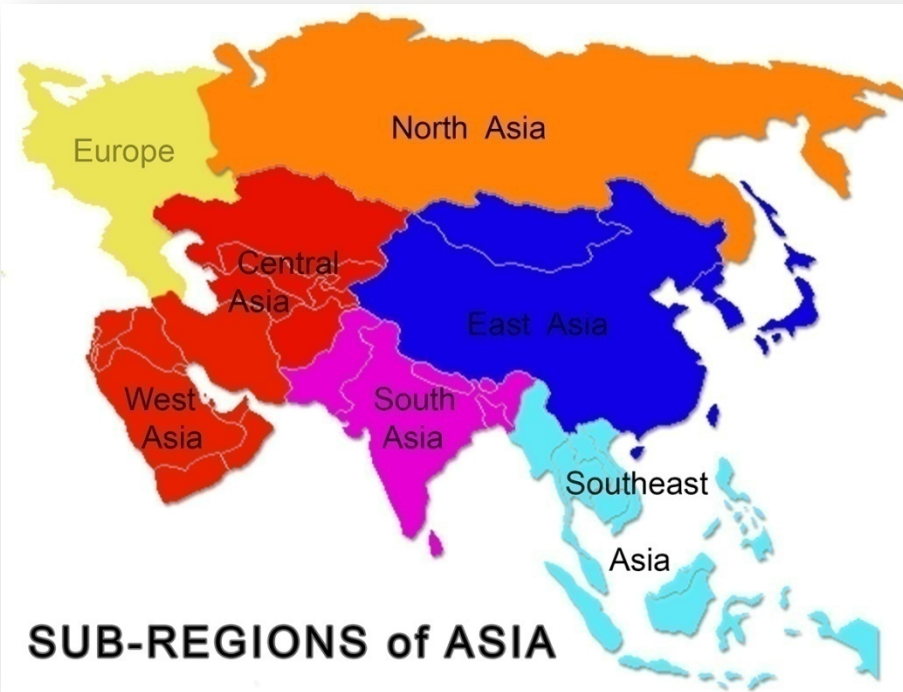 North Asia
Europe
Central
Asia
East Asia
West
Asia
South
Asia
Southeast
Asia
SUB-REGIONS of ASIA